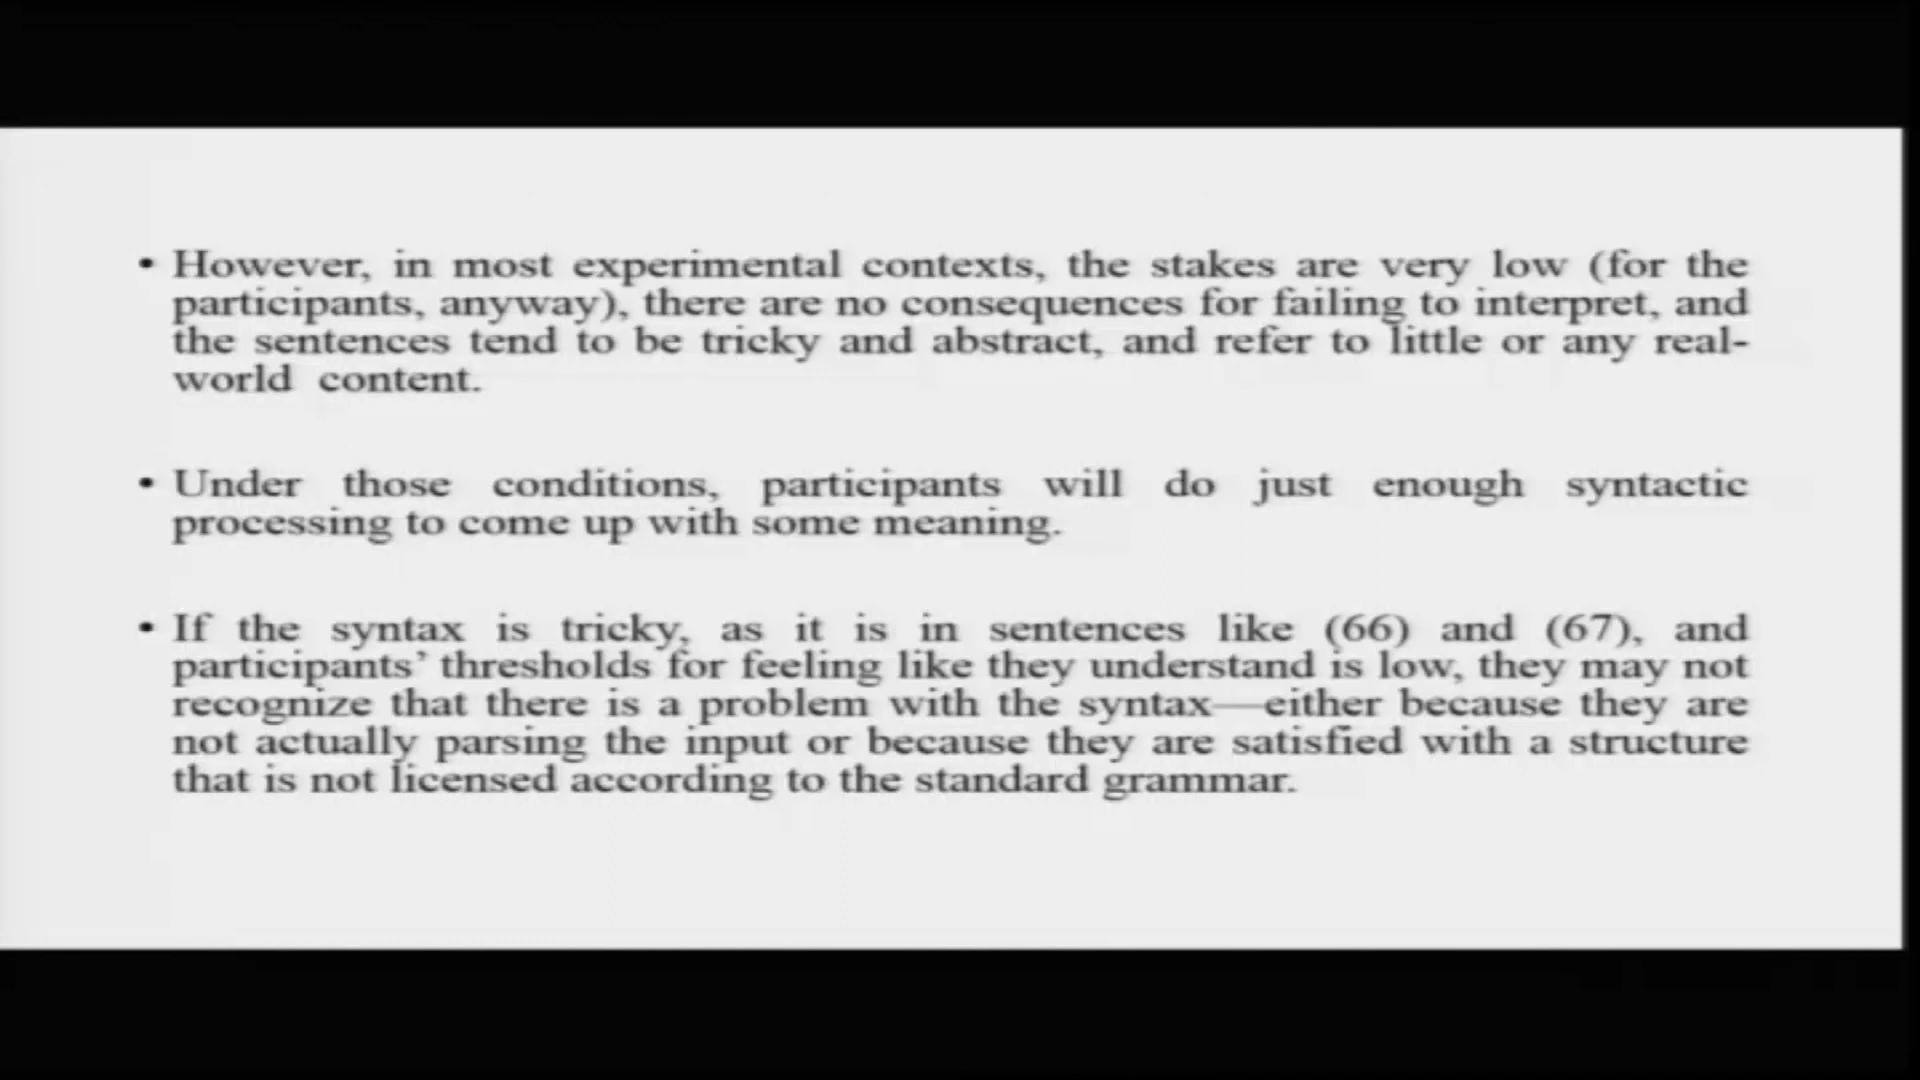 • However, in most experimental contexts, the stakes are very low (for the
participants, anyway), there are no consequences for failing to interpret, and
the sentences tend to be tricky and abstract, and refer to little or any real-
world content.
• Under those conditions, participants will do just enough syntactic
processing to come up with some meaning.
• If the syntax is tricky, as it is in sentences like (66) and (67), and
participants’ thresholds for feeling like they understand is low, they may not
recognize that there is a problem with the syntax—either because they are
not actually parsing the input or because they are satisfied with a structure
that is not licensed according to the standard grammar.